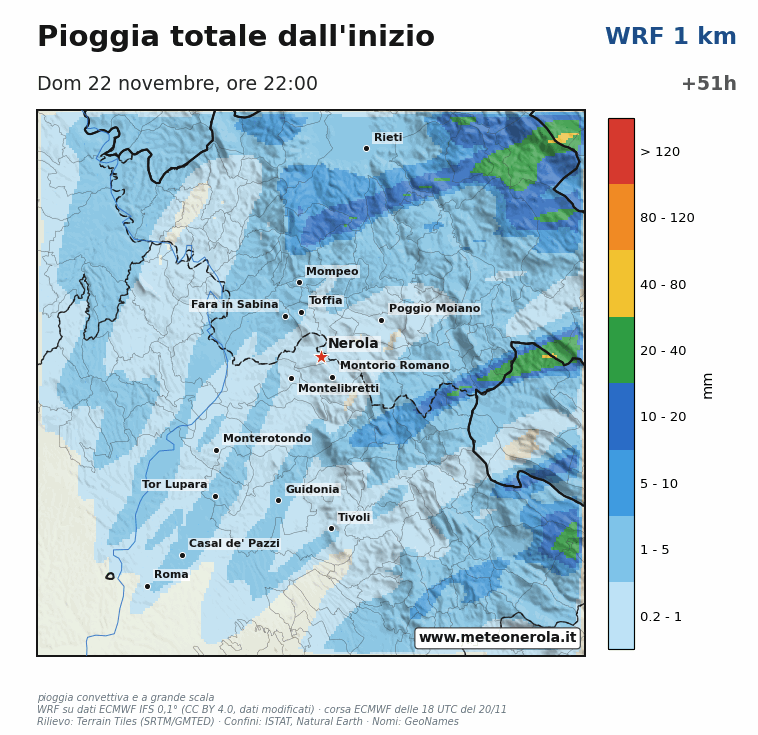 Pioggia totale dall'inizio
WRF 1 km
Dom 22 novembre, ore 22:00
+51h
Rieti
Mompeo
Fara in Sabina
Toffia
Poggio Moiano
Nerola
Montorio Romano
Montelibretti
Monterotondo
Tor Lupara
Guidonia
Tivoli
Casal de' Pazzi
Roma
www.meteonerola.it
> 120
80 - 120
40 - 80
20 - 40
10 - 20
5 - 10
1 - 5
0.2 - 1
mm
pioggia convettiva e a grande scala
WRF su dati ECMWF IFS 0,1° (CC BY 4.0, dati modificati) · corsa ECMWF delle 18 UTC del 20/11
Rilievo: Terrain Tiles (SRTM/GMTED) · Confini: ISTAT, Natural Earth · Nomi: GeoNames